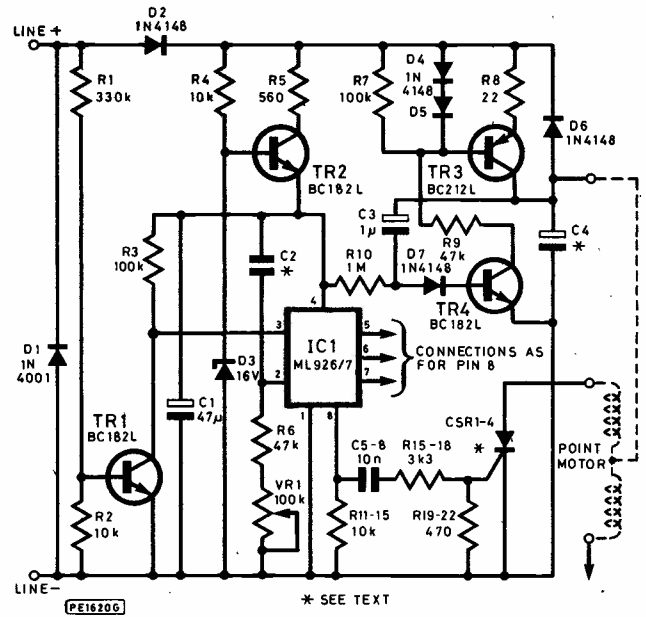 LINE +
D2
1N4148
R1
330k
R4
10k
R5
560
R7
100k
D4
1N
4148
D5
R8
22
D6
1N4148
TR2
BC182L
TR3
BC212L
R3
100k
C2
*
C3
1µ
R9
47k
C4
*
R10
1M
D7
1N4148
TR4
BC182L
4
3
2
1
8
IC1
ML926/7
5
6
7
CONNECTIONS AS
FOR PIN 8
D1
1N
4001
D3
16V
C1
47µ
TR1
BC182L
R6
47k
VR1
100k
R2
10k
C5-8
10n
R15-18
3k3
CSR1-4
*
POINT
MOTOR
R11-15
10k
R19-22
470
LINE-
PE1620G
* SEE TEXT